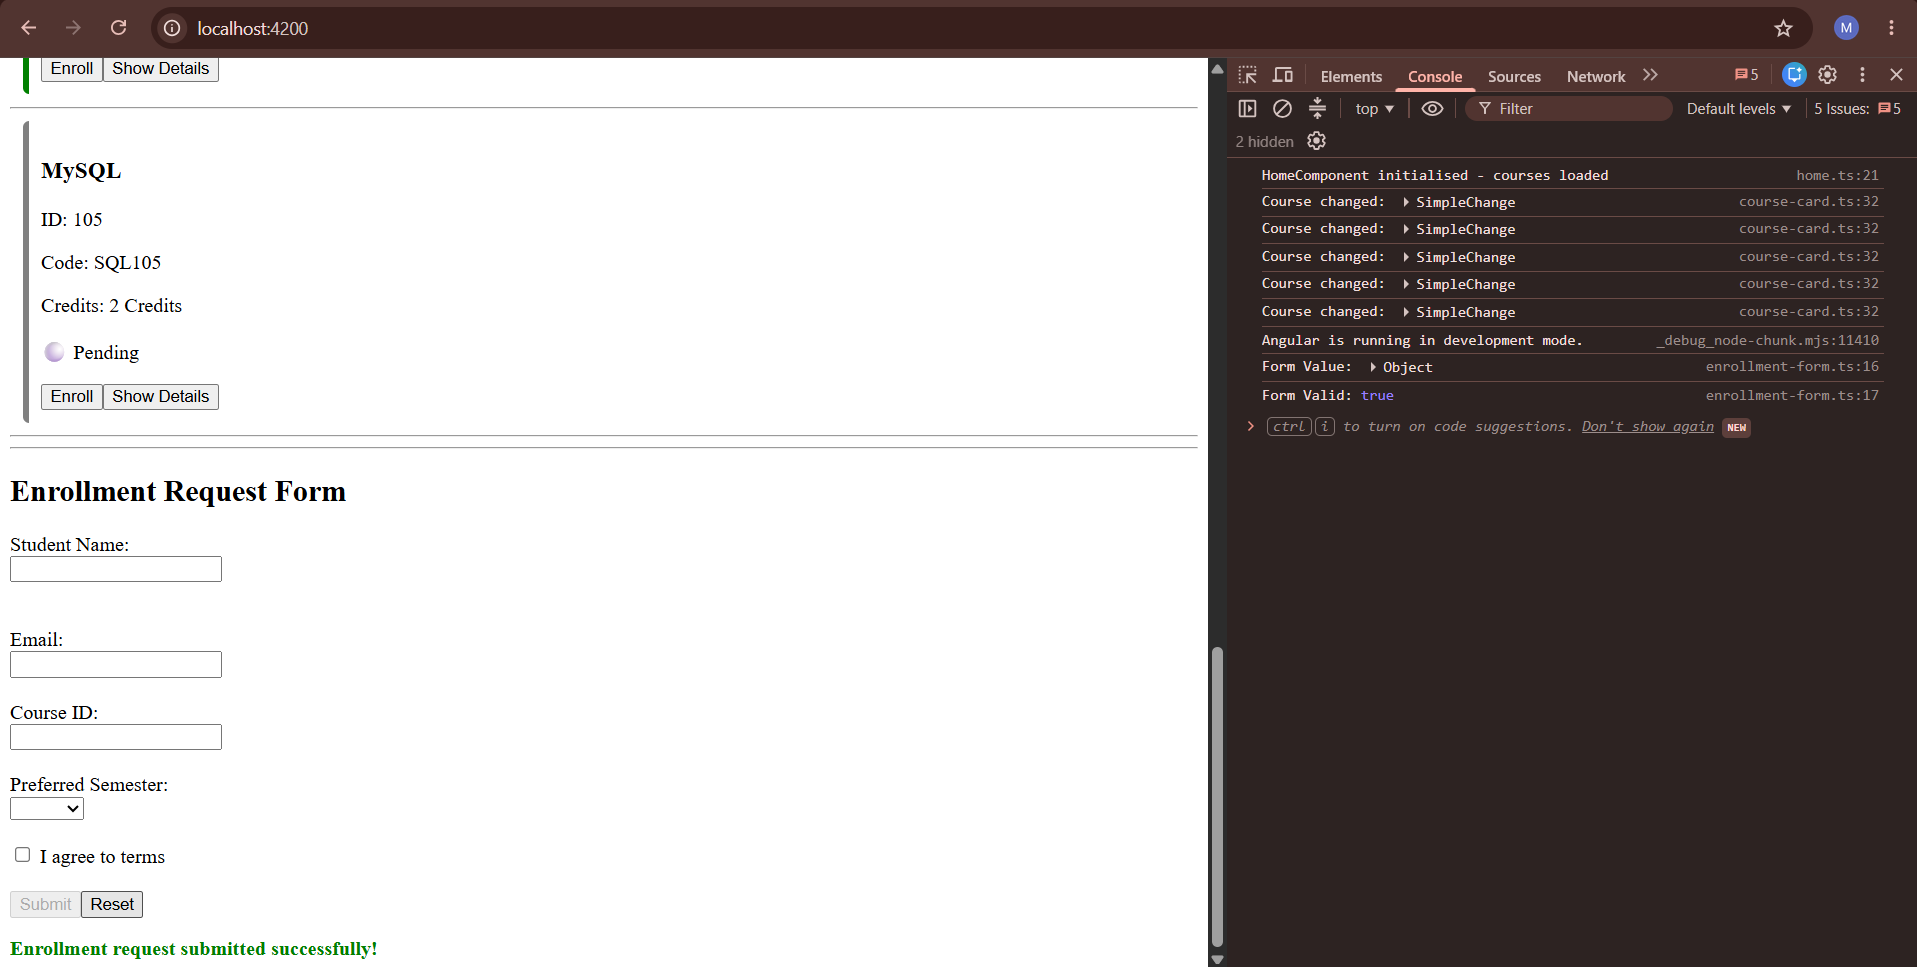 localhost:4200
M
Enroll Show Details
MySQL
ID: 105
Code: SQL105
Credits: 2 Credits
Pending
Enroll Show Details
Enrollment Request Form
Student Name:
Email:
Course ID:
Preferred Semester:
I agree to terms
Submit Reset
Enrollment request submitted successfully!
Elements Console Sources Network 5
top Filter Default levels 5 Issues: 5
2 hidden
HomeComponent initialised - courses loaded home.ts:21
Course changed: SimpleChange course-card.ts:32
Course changed: SimpleChange course-card.ts:32
Course changed: SimpleChange course-card.ts:32
Course changed: SimpleChange course-card.ts:32
Course changed: SimpleChange course-card.ts:32
Angular is running in development mode. _debug_node-chunk.mjs:11410
Form Value: Object enrollment-form.ts:16
Form Valid: true enrollment-form.ts:17
ctrl i to turn on code suggestions. Don't show again NEW